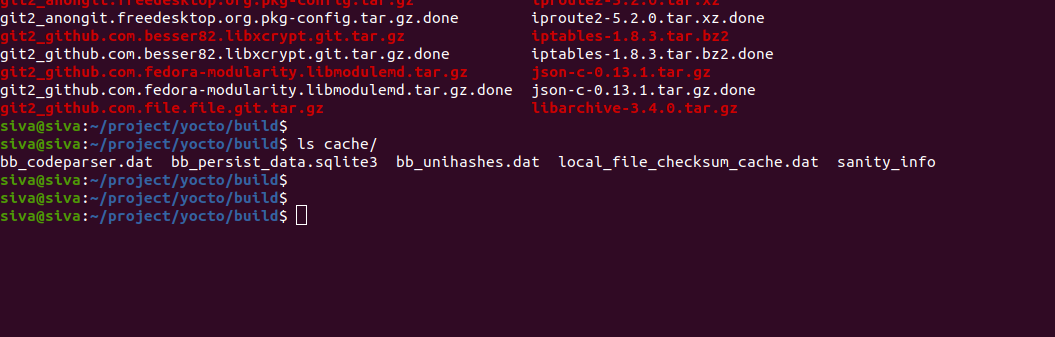 git2_anongit.freedesktop.org.pkg-config.tar.gz iproute2-5.2.0.tar.xz
git2_anongit.freedesktop.org.pkg-config.tar.gz.done iproute2-5.2.0.tar.xz.done
git2_github.com.besser82.libxcrypt.git.tar.gz iptables-1.8.3.tar.bz2
git2_github.com.besser82.libxcrypt.git.tar.gz.done iptables-1.8.3.tar.bz2.done
git2_github.com.fedora-modularity.libmodulemd.tar.gz json-c-0.13.1.tar.gz
git2_github.com.fedora-modularity.libmodulemd.tar.gz.done json-c-0.13.1.tar.gz.done
git2_github.com.file.file.git.tar.gz libarchive-3.4.0.tar.gz
siva@siva:~/project/yocto/build$
siva@siva:~/project/yocto/build$ ls cache/
bb_codeparser.dat bb_persist_data.sqlite3 bb_unihashes.dat local_file_checksum_cache.dat sanity_info
siva@siva:~/project/yocto/build$
siva@siva:~/project/yocto/build$
siva@siva:~/project/yocto/build$